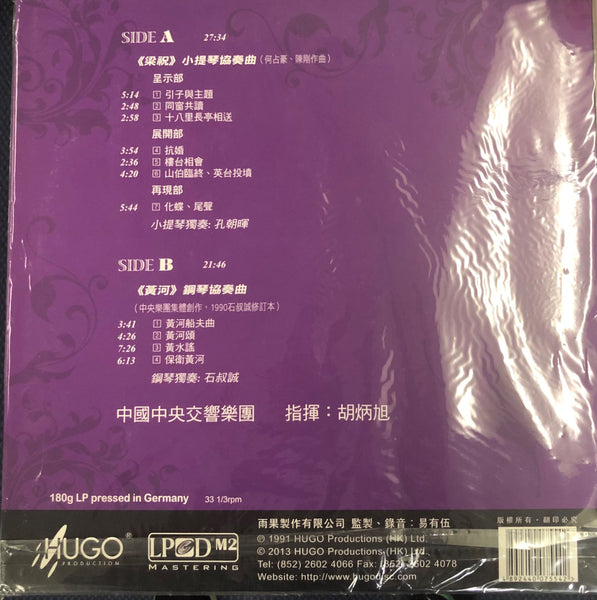 SIDE A 27:34
《梁祝》小提琴協奏曲(何占豪、陳剛作曲)
呈示部
5:14 1 引子與主題
2:48 2 同窗共讀
2:58 3 十八里長亭相送
展開部
3:54 4 抗婚
2:36 5 樓台相會
4:20 6 山伯臨終、英台投墳
再現部
5:44 7 化蝶、尾聲
小提琴獨奏: 孔朝暉
SIDE B 21:46
《黃河》鋼琴協奏曲
(中央樂團集體創作,1990石叔誠修訂本)
3:41 1 黃河船夫曲
4:26 2 黃河頌
7:26 3 黃水謠
6:13 4 保衛黃河
鋼琴獨奏: 石叔誠
中國中央交響樂團 指揮:胡炳旭
180g LP pressed in Germany 33 1/3rpm
HUGO ®
PRODUCTION
LPCD M2
MASTERING
雨果製作有限公司 監製、錄音:易有伍
℗ 1991 HUGO Productions (HK) Ltd.
© 2013 HUGO Productions (HK) Ltd.
Tel: (852) 2602 4066 Fax: (852) 2602 4078
Website: http://www.hugodisc.com
版權所有・翻印必究